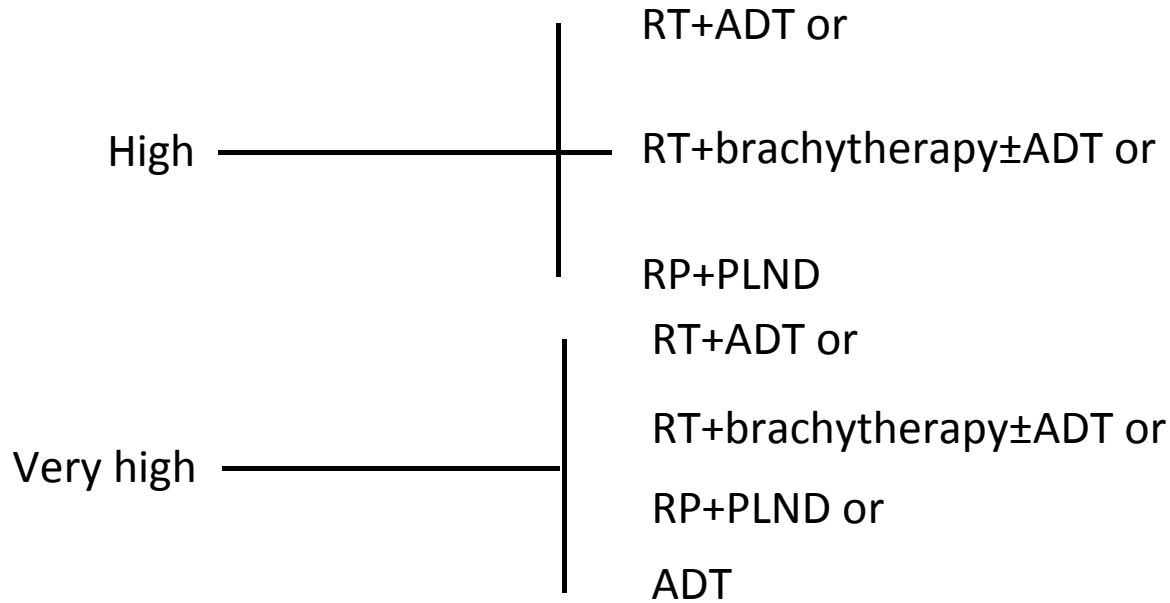 RT+ADT or
High
RT+brachytherapy±ADT or
RP+PLND
RT+ADT or
RT+brachytherapy±ADT or
Very high
RP+PLND or
ADT